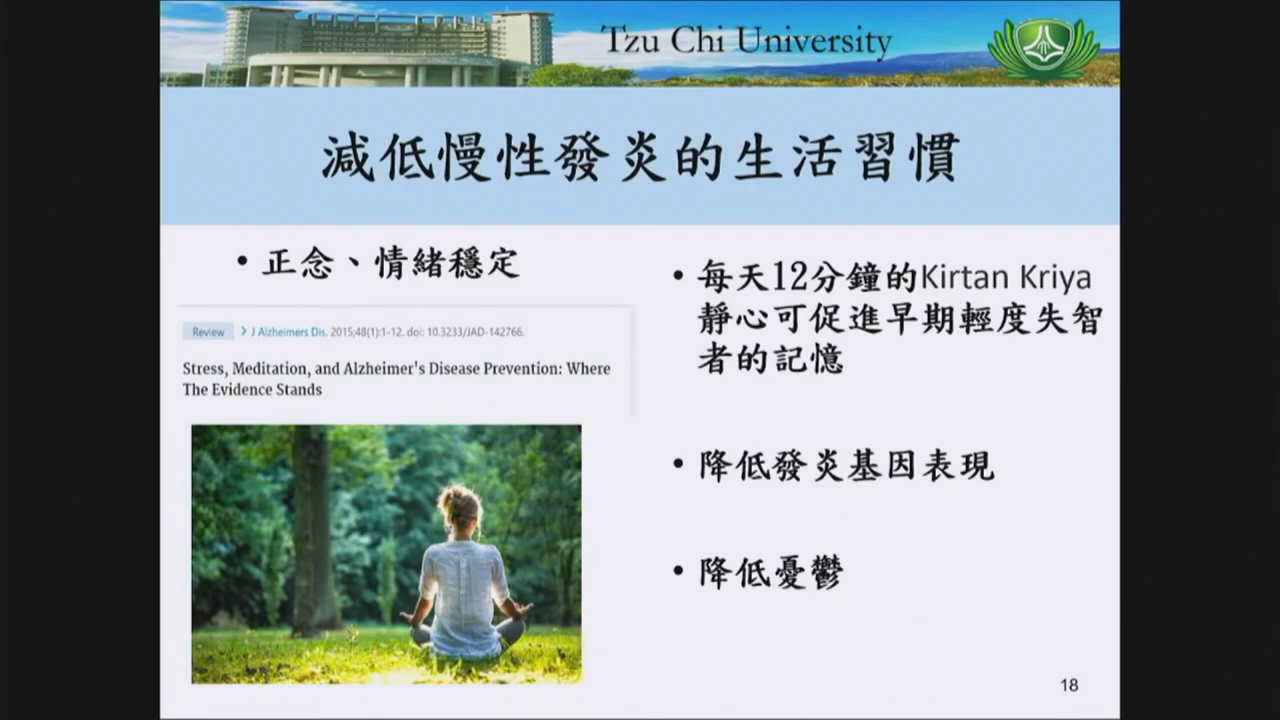 Tzu Chi University
減低慢性發炎的生活習慣
• 正念、情緒穩定
Review > J Alzheimers Dis. 2015;48(1):1-12. doi: 10.3233/JAD-142766.
Stress, Meditation, and Alzheimer's Disease Prevention: Where
The Evidence Stands
• 每天12分鐘的Kirtan Kriya
靜心可促進早期輕度失智
者的記憶
• 降低發炎基因表現
• 降低憂鬱
18